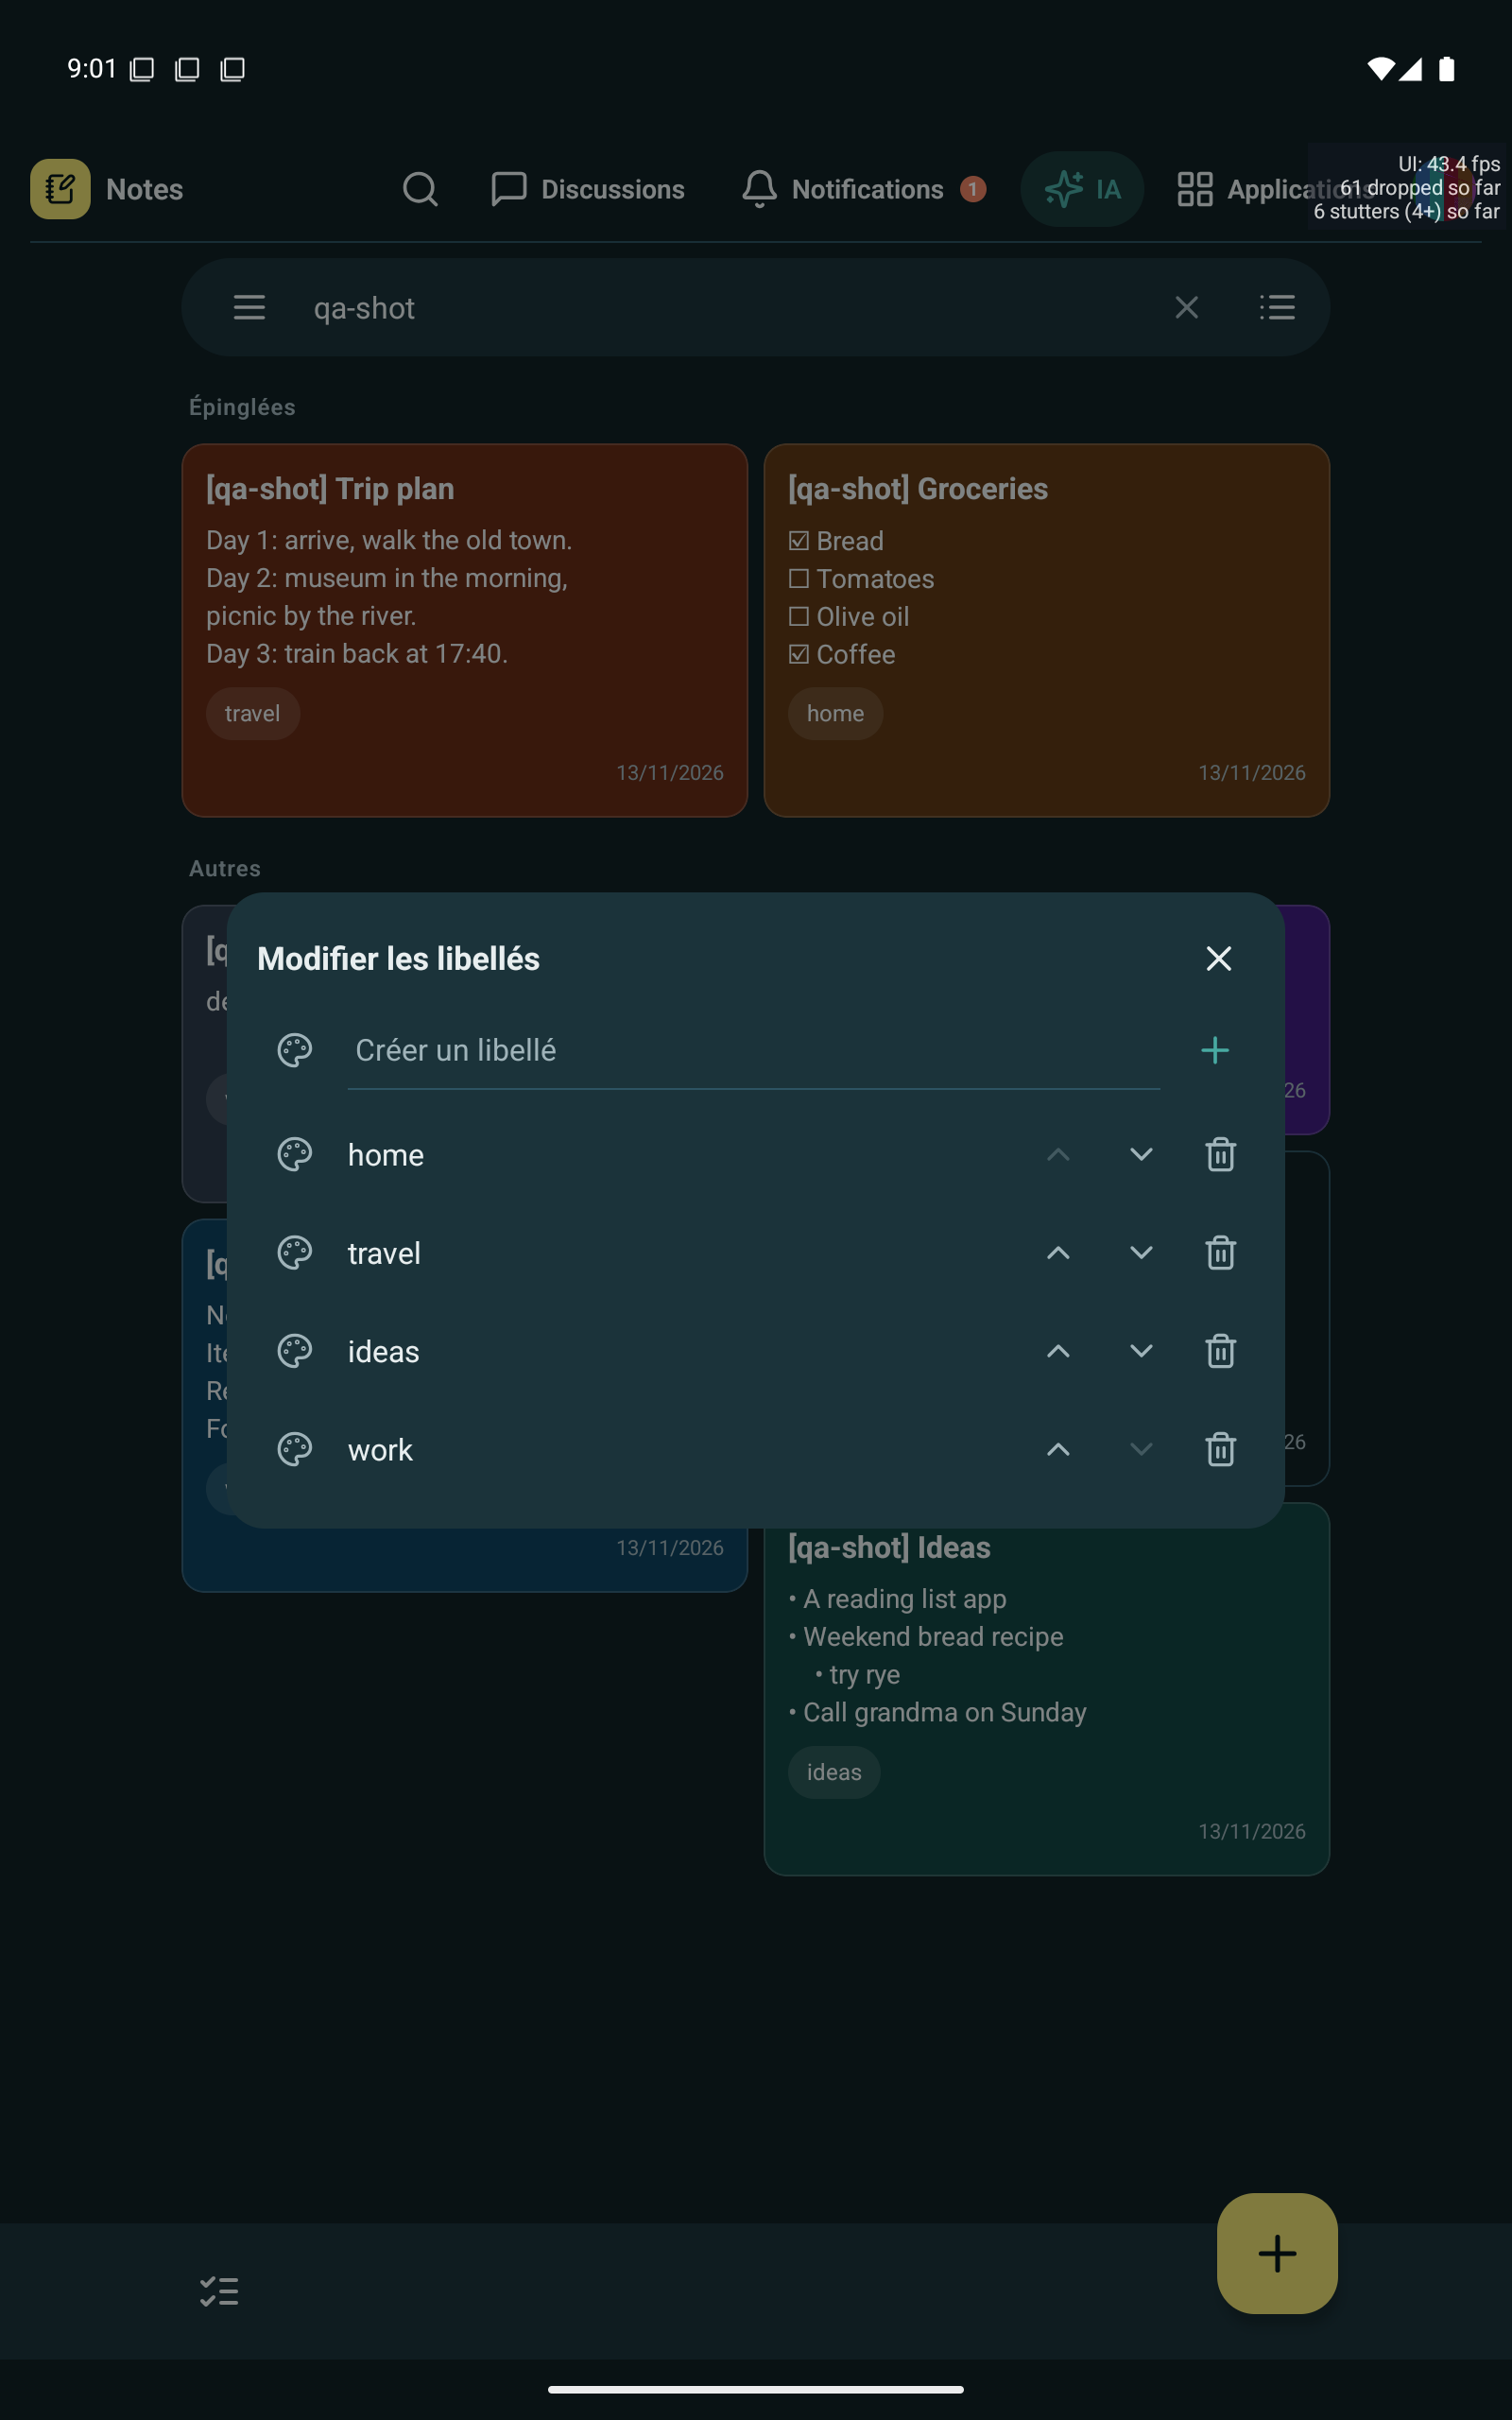 9:01
Notes
Discussions
Notifications 1
IA
Applications
UI: 43.4 fps
61 dropped so far
6 stutters (4+) so far
qa-shot
Épinglées
[qa-shot] Trip plan
Day 1: arrive, walk the old town.
Day 2: museum in the morning,
picnic by the river.
Day 3: train back at 17:40.
travel
13/11/2026
[qa-shot] Groceries
☑ Bread
☐ Tomatoes
☐ Olive oil
☑ Coffee
home
13/11/2026
Autres
Modifier les libellés
Créer un libellé
home
travel
ideas
work
13/11/2026
[qa-shot] Ideas
• A reading list app
• Weekend bread recipe
• try rye
• Call grandma on Sunday
ideas
13/11/2026